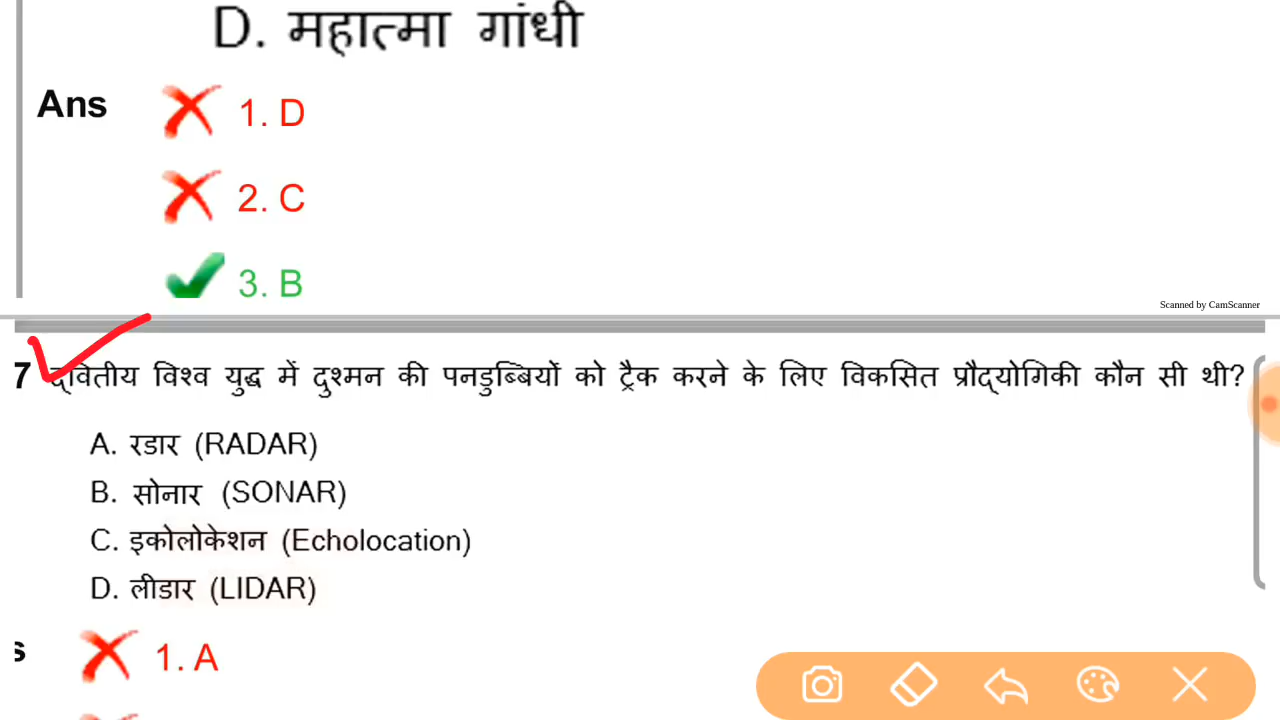 D. महात्मा गांधी
Ans
1. D
2. C
3. B
Scanned by CamScanner
7 द्वितीय विश्व युद्ध में दुश्मन की पनडुब्बियों को ट्रैक करने के लिए विकसित प्रौद्योगिकी कौन सी थी?
A. रडार (RADAR)
B. सोनार (SONAR)
C. इकोलोकेशन (Echolocation)
D. लीडार (LIDAR)
s
1. A